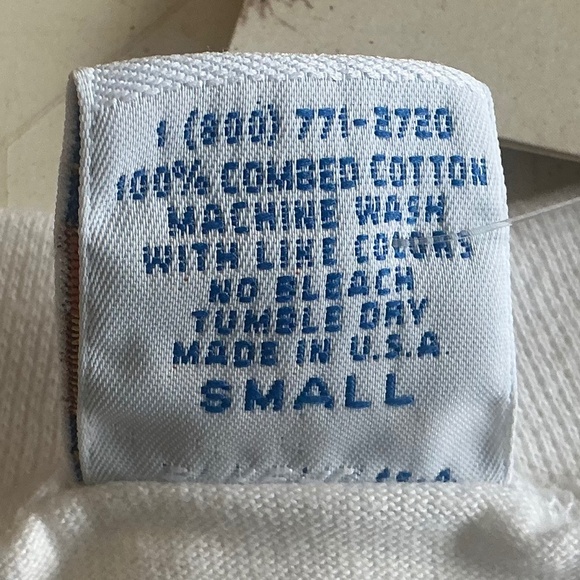 1 (800) 771-2720
100% COMBED COTTON
MACHINE WASH
WITH LIKE COLORS
NO BLEACH
TUMBLE DRY
MADE IN U.S.A.
SMALL